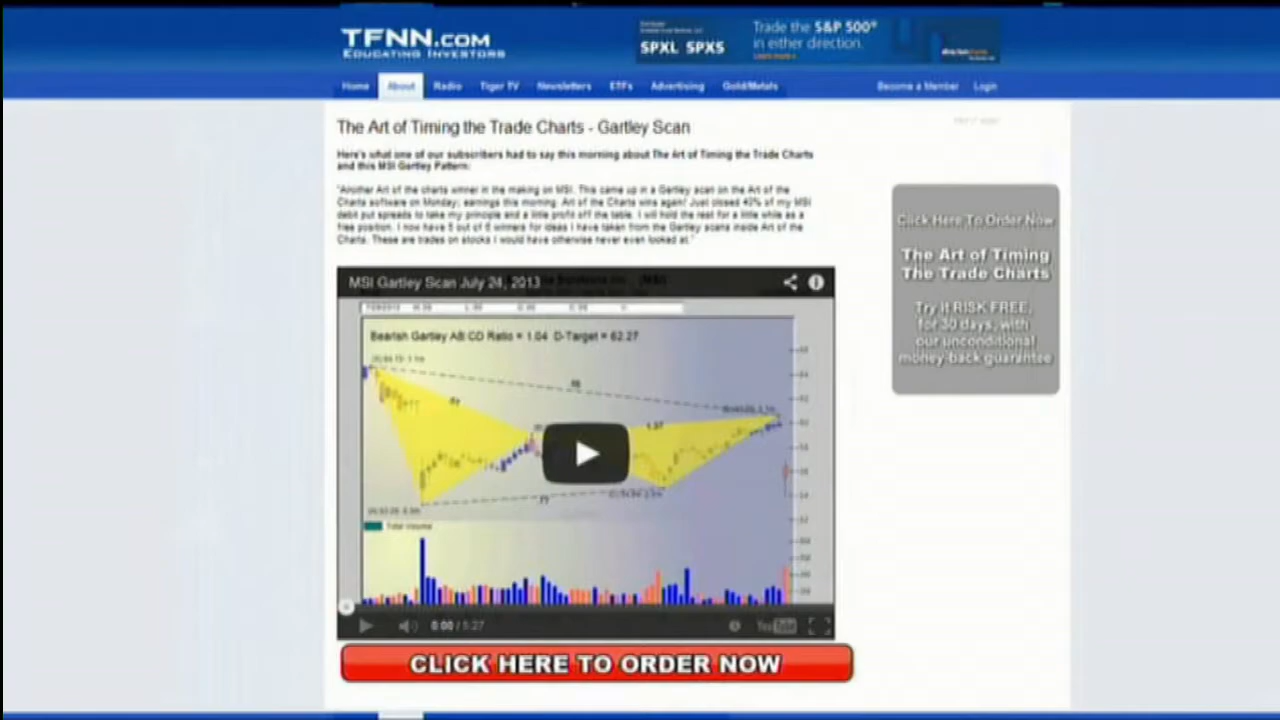 TFNN.COM
EDUCATING INVESTORS
SPXL SPXS
Trade the S&P 500®
in either direction.
Home About Radio Tiger TV Newsletters ETFs Advertising Gold/Metals Become a Member Login
The Art of Timing the Trade Charts - Gartley Scan
Here's what one of our subscribers had to say this morning about The Art of Timing the Trade Charts
and this MSI Gartley Pattern:
"Another Art of the charts winner in the making on MSI. This came up in a Gartley scan on the Art of the
Charts software on Monday; earnings this morning. Art of the Charts wins again! Just closed 40% of my MSI
debit put spreads to take my principle and a little profit off the table. I will hold the rest for a little while as a
free position. I now have 5 out of 6 winners for ideas I have taken from the Gartley scans inside Art of the
Charts. These are trades on stocks I would have otherwise never even looked at."
Click Here To Order Now
The Art of Timing
The Trade Charts
Try it RISK FREE,
for 30 days, with
our unconditional
money-back guarantee
MSI Gartley Scan July 24, 2013
Bearish Gartley AB:CD Ratio = 1.04 D-Target = 62.27
Total Volume
0:00 / 5:27
YouTube
CLICK HERE TO ORDER NOW